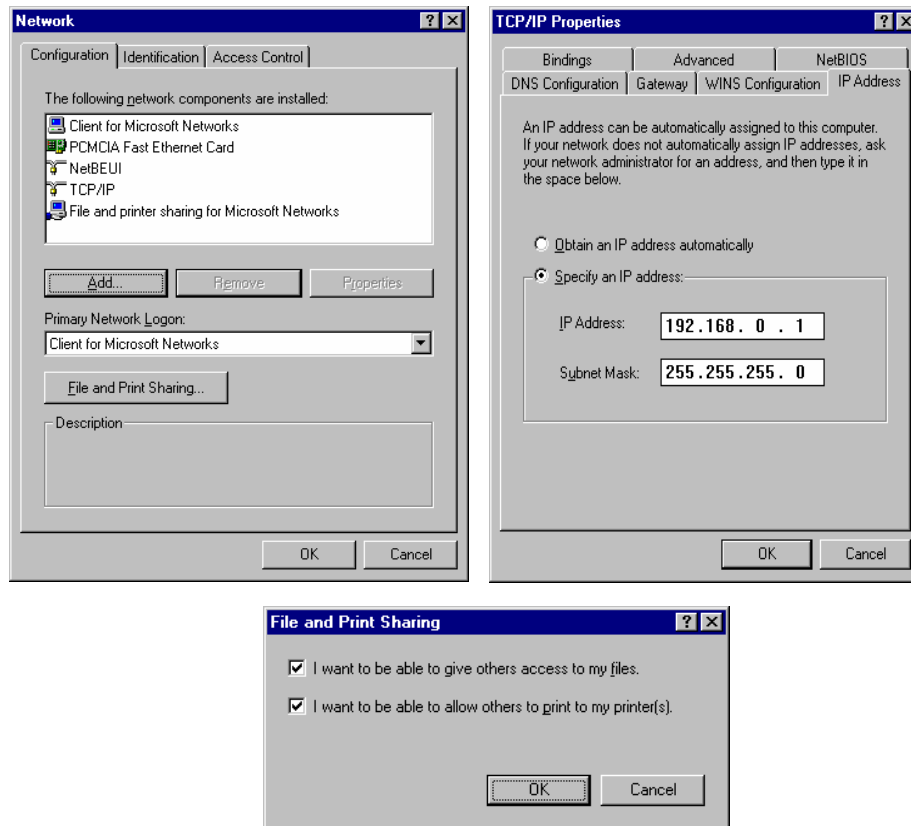 Network
Configuration Identification Access Control
The following network components are installed:
Client for Microsoft Networks
PCMCIA Fast Ethernet Card
NetBEUI
TCP/IP
File and printer sharing for Microsoft Networks
Add... Remove Properties
Primary Network Logon:
Client for Microsoft Networks
File and Print Sharing...
Description
OK Cancel
TCP/IP Properties
Bindings Advanced NetBIOS
DNS Configuration Gateway WINS Configuration IP Address
An IP address can be automatically assigned to this computer.
If your network does not automatically assign IP addresses, ask
your network administrator for an address, and then type it in
the space below.
Obtain an IP address automatically
Specify an IP address:
IP Address: 192.168. 0 . 1
Subnet Mask: 255.255.255. 0
OK Cancel
File and Print Sharing
I want to be able to give others access to my files.
I want to be able to allow others to print to my printer(s).
OK Cancel